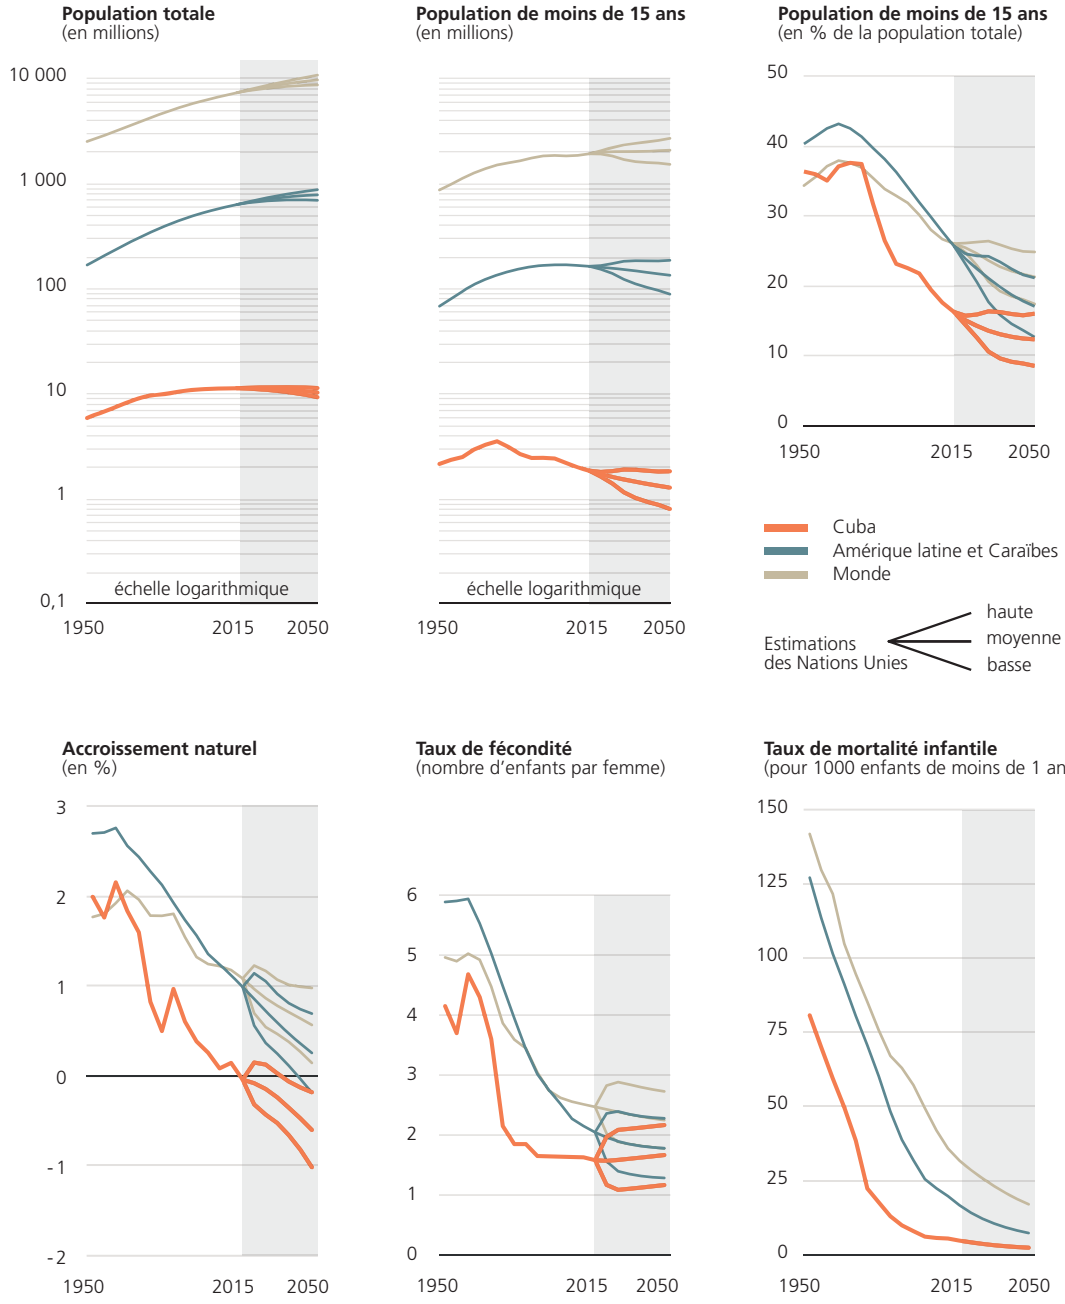 Population totale
(en millions)
10 000
1 000
100
10
1
0,1
échelle logarithmique
1950
2015
2050
Population de moins de 15 ans
(en millions)
échelle logarithmique
1950
2015
2050
Population de moins de 15 ans
(en % de la population totale)
50
40
30
20
10
0
1950
2015
2050
Cuba
Amérique latine et Caraïbes
Monde
Estimations
des Nations Unies
haute
moyenne
basse
Accroissement naturel
(en %)
3
2
1
0
-1
-2
1950
2015
2050
Taux de fécondité
(nombre d’enfants par femme)
6
5
4
3
2
1
0
1950
2015
2050
Taux de mortalité infantile
(pour 1000 enfants de moins de 1 an
150
125
100
75
50
25
0
1950
2015
2050